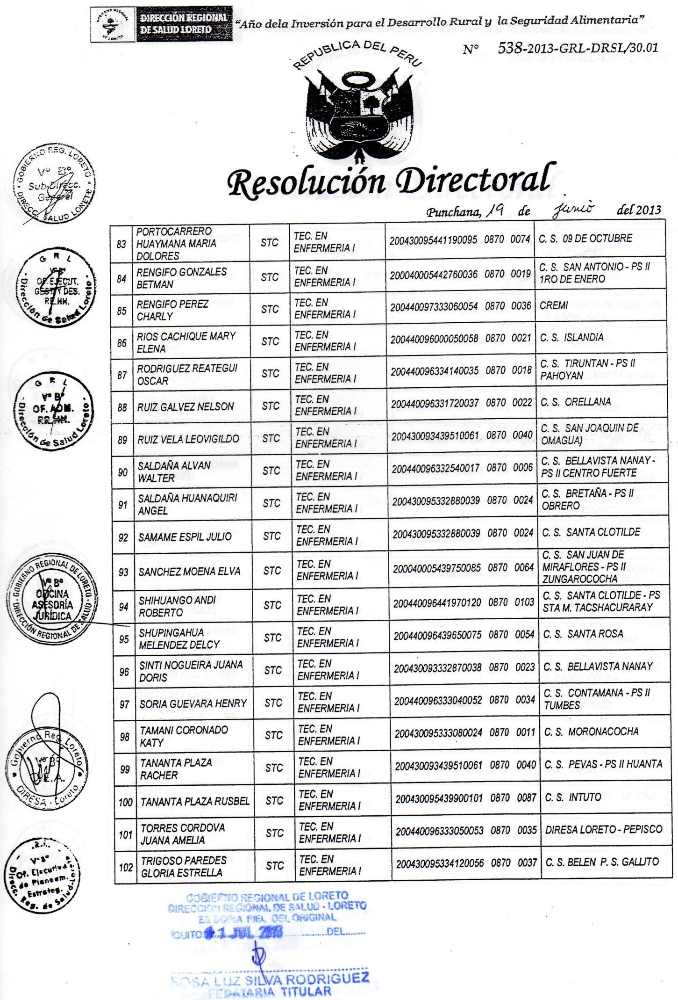 GOBIERNO REGIONAL
DE LORETO
DIRECCIÓN REGIONAL
DE SALUD LORETO
"Año dela Inversión para el Desarrollo Rural y la Seguridad Alimentaria"
N° 538-2013-GRL-DRSL/30.01
REPUBLICA DEL PERU
Resolución Directoral
Punchana, 19 de junio del 2013
GOBIERNO REG. LORETO
Vº Bº
Sub-Direcc.
General
DIRECC. SALUD LORETO
G R L
Vº Bº
OF. EJECUT.
GEST. Y DES.
RR.HH.
Dirección de Salud Loreto
G R L
Vº Bº
OF. ADM.
RR.HH.
Dirección de Salud Loreto
GOBIERNO REGIONAL DE LORETO
Vº Bº
OFICINA
ASESORÍA
JURÍDICA
DIRECCIÓN REGIONAL DE SALUD
Gobierno Reg. Loreto
Vº Bº
O.E.A.
DIRESA - Loreto
Vº Bº
Of. Ejecutiva
de Planeam.
Estrateg.
Direcc. Reg. de Salud-Loreto
83 PORTOCARRERO HUAYMANA MARIA DOLORES STC TEC. EN ENFERMERIA I 200430095441190095 0870 0074 C. S. 09 DE OCTUBRE
84 RENGIFO GONZALES BETMAN STC TEC. EN ENFERMERIA I 200040005442760036 0870 0019 C. S. SAN ANTONIO - PS II 1RO DE ENERO
85 RENGIFO PEREZ CHARLY STC TEC. EN ENFERMERIA I 200440097333060054 0870 0036 CREMI
86 RIOS CACHIQUE MARY ELENA STC TEC. EN ENFERMERIA I 200440096000050058 0870 0021 C. S. ISLANDIA
87 RODRIGUEZ REATEGUI OSCAR STC TEC. EN ENFERMERIA I 200440096334140035 0870 0018 C. S. TIRUNTAN - PS II PAHOYAN
88 RUIZ GALVEZ NELSON STC TEC. EN ENFERMERIA I 200440096331720037 0870 0022 C. S. ORELLANA
89 RUIZ VELA LEOVIGILDO STC TEC. EN ENFERMERIA I 200430093439510061 0870 0040 C. S. SAN JOAQUIN DE OMAGUA)
90 SALDAÑA ALVAN WALTER STC TEC. EN ENFERMERIA I 200440096332540017 0870 0006 C. S. BELLAVISTA NANAY - PS II CENTRO FUERTE
91 SALDAÑA HUANAQUIRI ANGEL STC TEC. EN ENFERMERIA I 200430095332880039 0870 0024 C. S. BRETAÑA - PS II OBRERO
92 SAMAME ESPIL JULIO STC TEC. EN ENFERMERIA I 200430095332880039 0870 0024 C. S. SANTA CLOTILDE
93 SANCHEZ MOENA ELVA STC TEC. EN ENFERMERIA I 200040005439750085 0870 0064 C. S. SAN JUAN DE MIRAFLORES - PS II ZUNGAROCOCHA
94 SHIHUANGO ANDI ROBERTO STC TEC. EN ENFERMERIA I 200440096441970120 0870 0103 C. S. SANTA CLOTILDE - PS STA M. TACSHACURARAY
95 SHUPINGAHUA MELENDEZ DELCY STC TEC. EN ENFERMERIA I 200440096439650075 0870 0054 C. S. SANTA ROSA
96 SINTI NOGUEIRA JUANA DORIS STC TEC. EN ENFERMERIA I 200430093332870038 0870 0023 C. S. BELLAVISTA NANAY
97 SORIA GUEVARA HENRY STC TEC. EN ENFERMERIA I 200440096333040052 0870 0034 C. S. CONTAMANA - PS II TUMBES
98 TAMANI CORONADO KATY STC TEC. EN ENFERMERIA I 200430095333080024 0870 0011 C. S. MORONACOCHA
99 TANANTA PLAZA RACHER STC TEC. EN ENFERMERIA I 200430093439510061 0870 0040 C. S. PEVAS - PS II HUANTA
100 TANANTA PLAZA RUSBEL STC TEC. EN ENFERMERIA I 200430095439900101 0870 0087 C. S. INTUTO
101 TORRES CORDOVA JUANA AMELIA STC TEC. EN ENFERMERIA I 200440096333050053 0870 0035 DIRESA LORETO - PEPISCO
102 TRIGOSO PAREDES GLORIA ESTRELLA STC TEC. EN ENFERMERIA I 200430095334120056 0870 0037 C. S. BELEN P. S. GALLITO
GOBIERNO REGIONAL DE LORETO
DIRECCION REGIONAL DE SALUD - LORETO
ES COPIA FIEL DEL ORIGINAL
IQUITOS 1 JUL 2013 DEL
ROSA LUZ SILVA RODRIGUEZ
FEDATARIA TITULAR